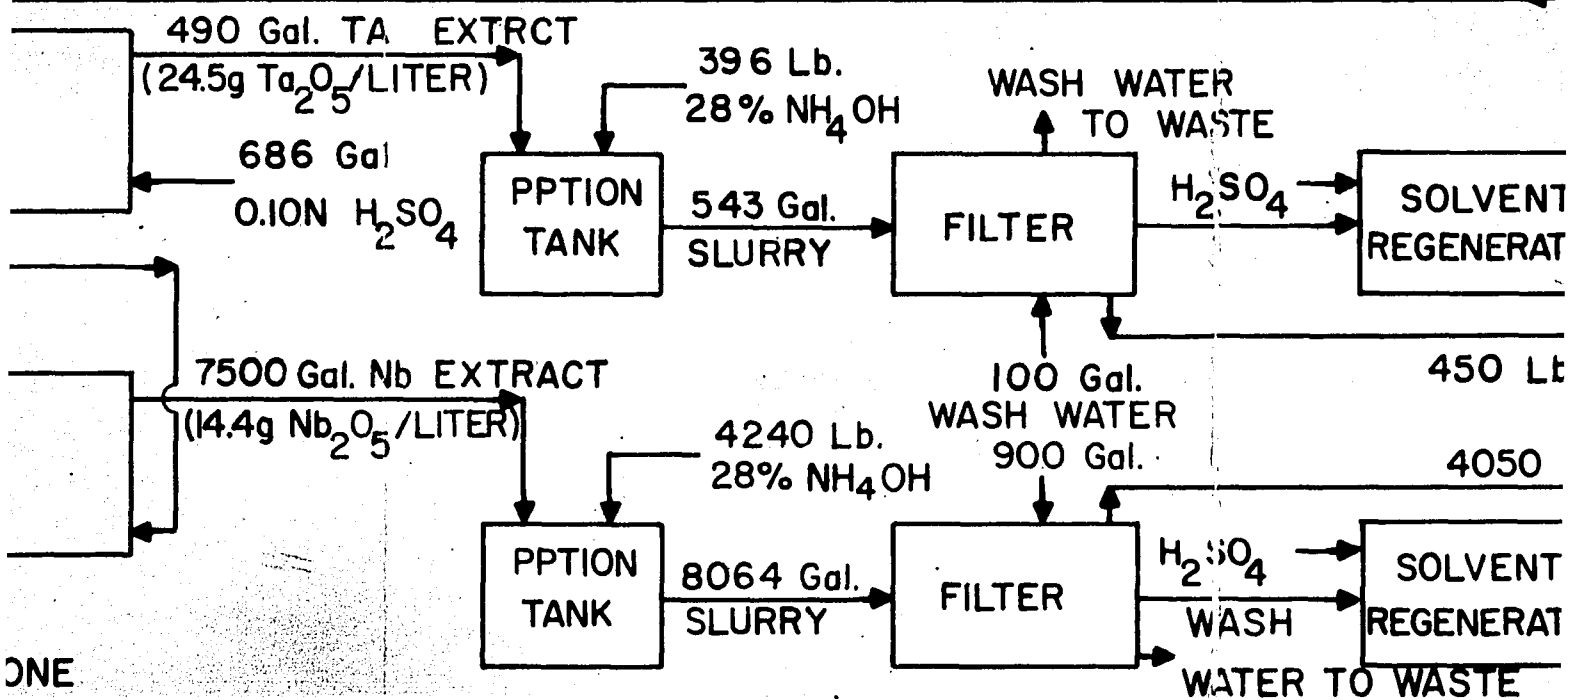 490 Gal. TA EXTRCT
(24.5g Ta2O5/LITER)
396 Lb.
28% NH4OH
WASH WATER
TO WASTE
686 Gal
0.10N H2SO4
PPTION
TANK
543 Gal.
SLURRY
FILTER
H2SO4
SOLVENT
REGENERAT
7500 Gal. Nb EXTRACT
(14.4g Nb2O5/LITER)
100 Gal.
WASH WATER
900 Gal.
450 Lb
4240 Lb.
28% NH4OH
4050
PPTION
TANK
8064 Gal.
SLURRY
FILTER
H2SO4
WASH
WATER TO WASTE
SOLVENT
REGENERAT
ONE